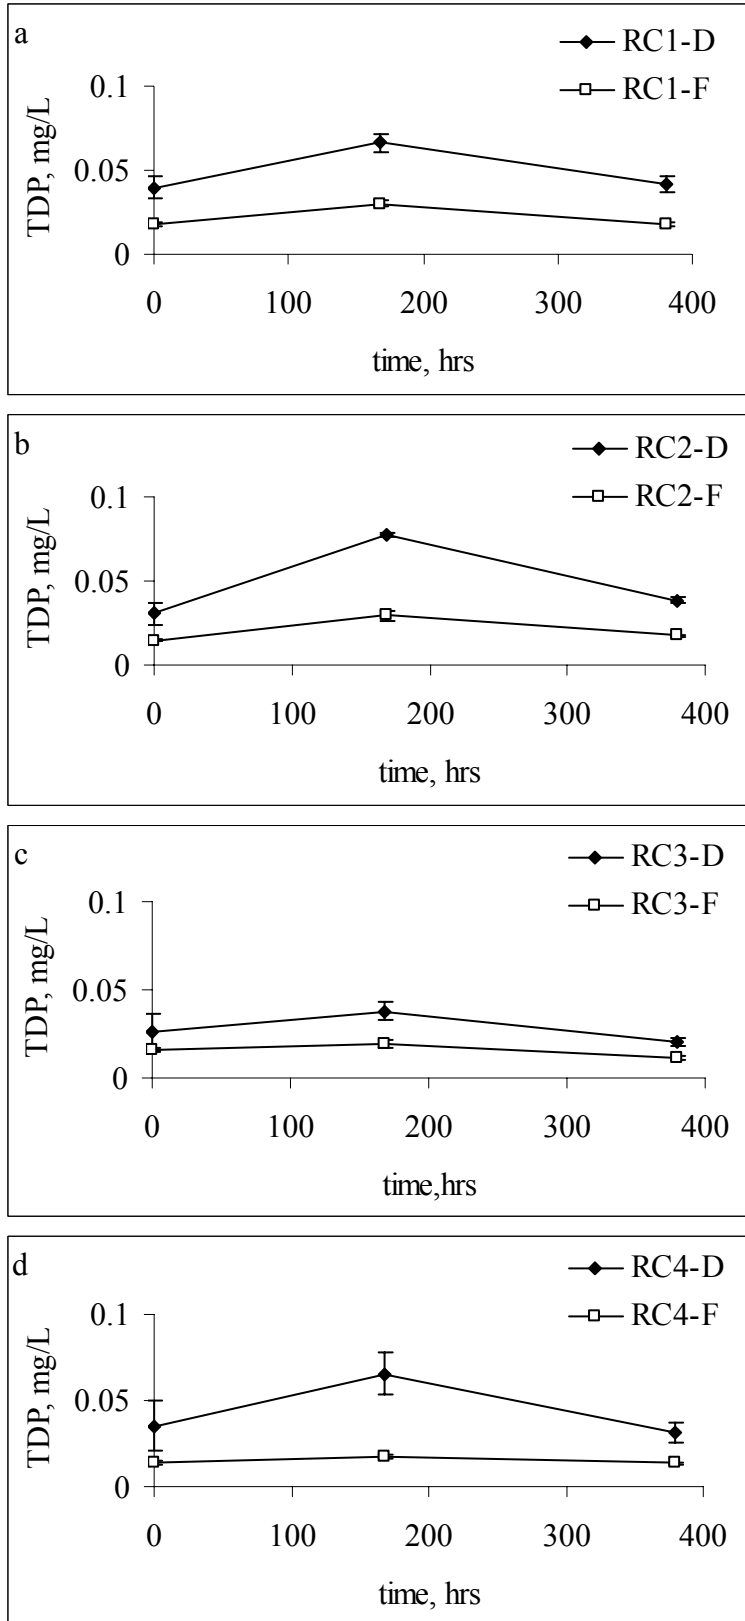 a
RC1-D
RC1-F
TDP, mg/L
0.1
0.05
0
0 100 200 300 400
time, hrs
b
RC2-D
RC2-F
TDP, mg/L
0.1
0.05
0
0 100 200 300 400
time, hrs
c
RC3-D
RC3-F
TDP, mg/L
0.1
0.05
0
0 100 200 300 400
time,hrs
d
RC4-D
RC4-F
TDP, mg/L
0.1
0.05
0
0 100 200 300 400
time, hrs